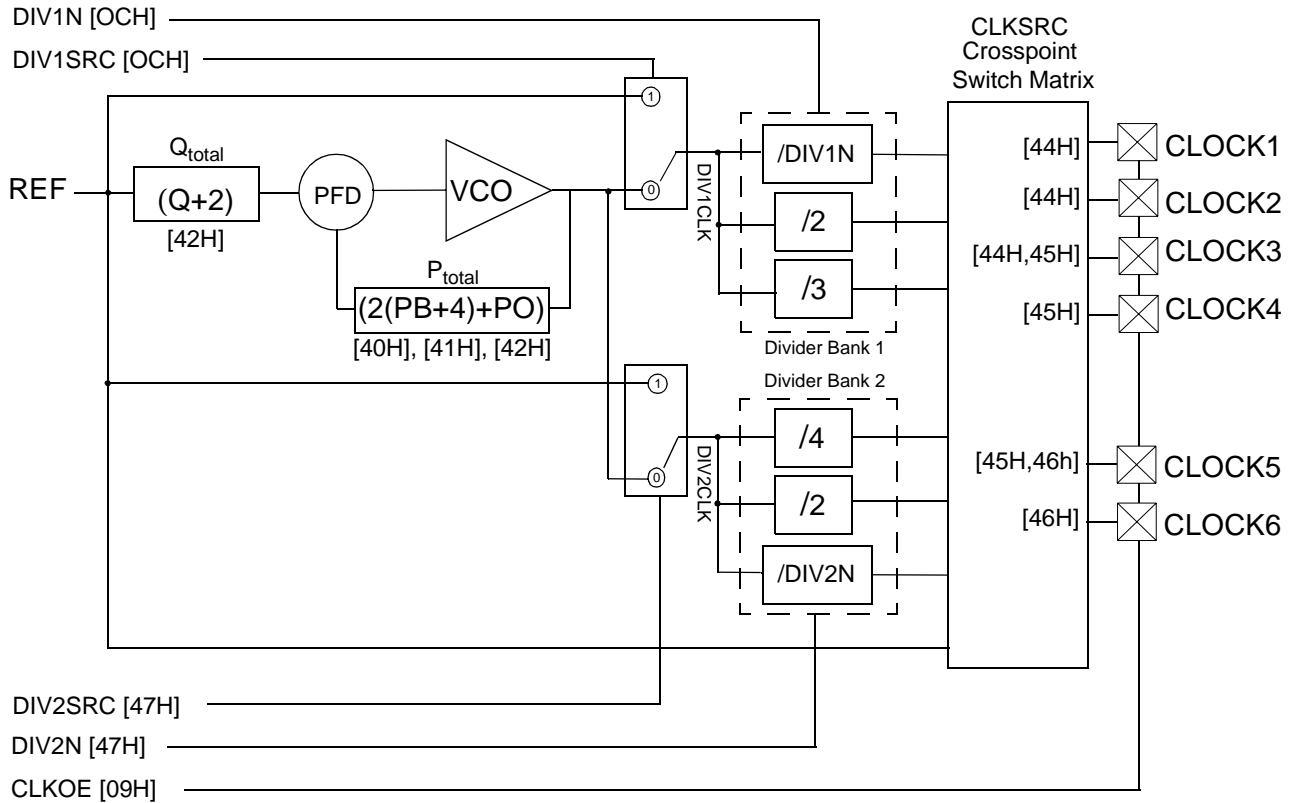 DIV1N [OCH]
DIV1SRC [OCH]
CLKSRC
Crosspoint
Switch Matrix
1
Qtotal
(Q+2)
[42H]
REF
PFD
VCO
0
DIV1CLK
/DIV1N
/2
/3
Divider Bank 1
Ptotal
(2(PB+4)+PO)
[40H], [41H], [42H]
[44H]
CLOCK1
[44H]
CLOCK2
[44H,45H]
CLOCK3
[45H]
CLOCK4
Divider Bank 2
1
0
DIV2CLK
/4
/2
/DIV2N
[45H,46h]
CLOCK5
[46H]
CLOCK6
DIV2SRC [47H]
DIV2N [47H]
CLKOE [09H]